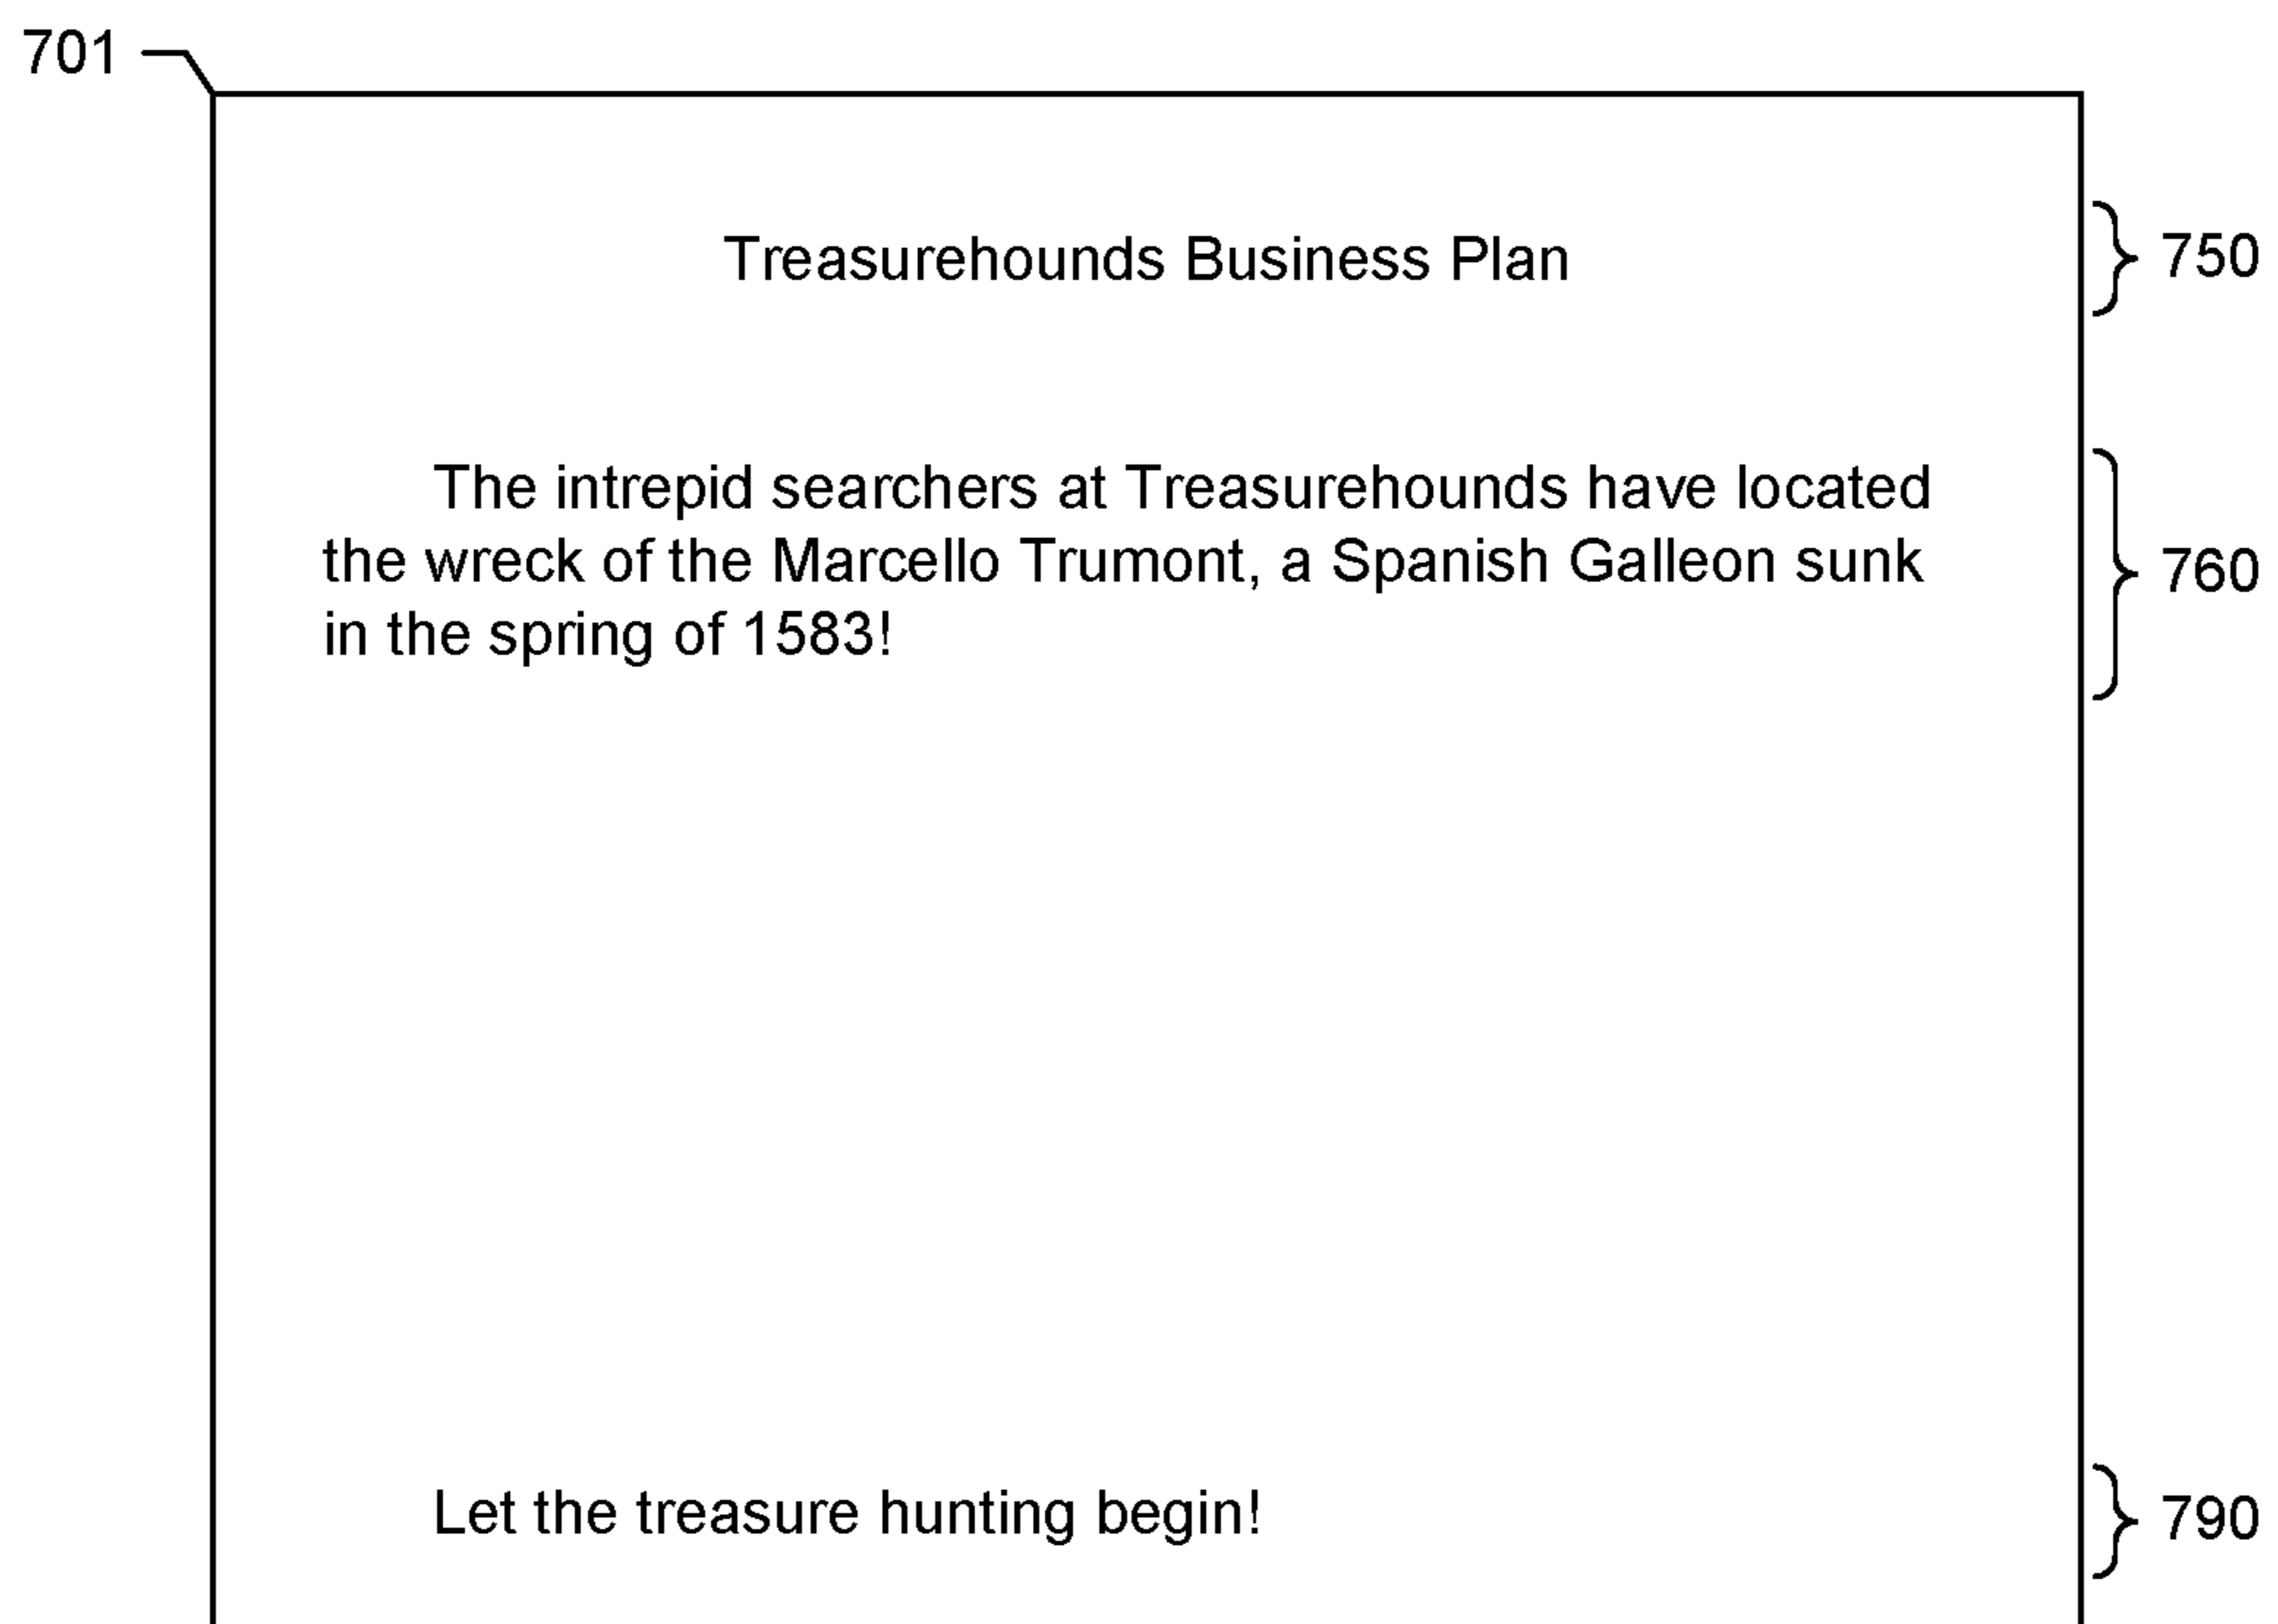 701
Treasurehounds Business Plan
750
The intrepid searchers at Treasurehounds have located
the wreck of the Marcello Trumont, a Spanish Galleon sunk
in the spring of 1583!
760
Let the treasure hunting begin!
790